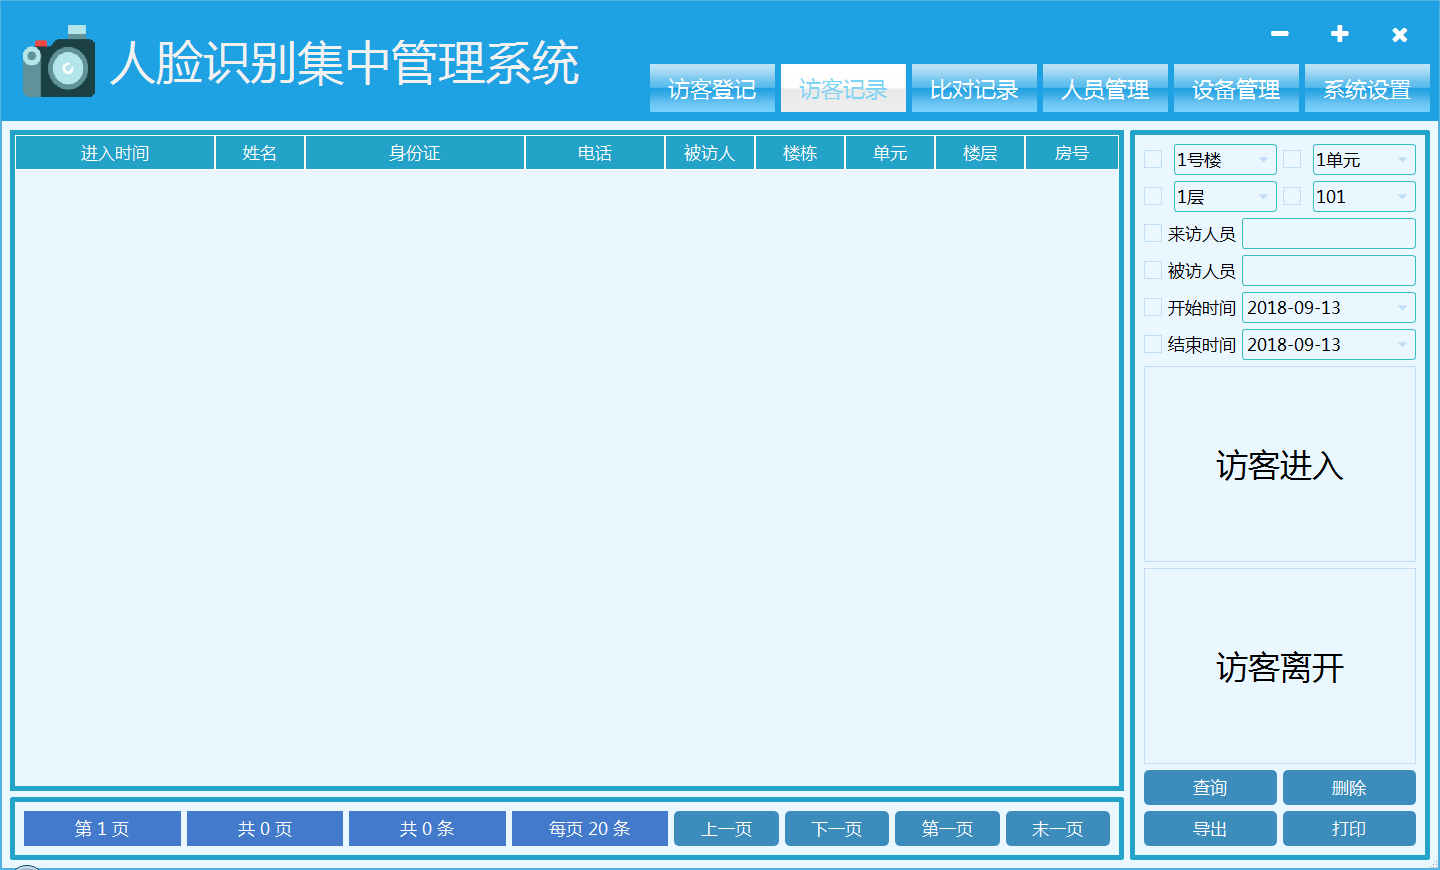 人脸识别集中管理系统
访客登记 访客记录 比对记录 人员管理 设备管理 系统设置
进入时间 姓名 身份证 电话 被访人 楼栋 单元 楼层 房号
1号楼 1单元
1层 101
来访人员
被访人员
开始时间 2018-09-13
结束时间 2018-09-13
访客进入
访客离开
查询 删除
导出 打印
第 1 页 共 0 页 共 0 条 每页 20 条 上一页 下一页 第一页 末一页